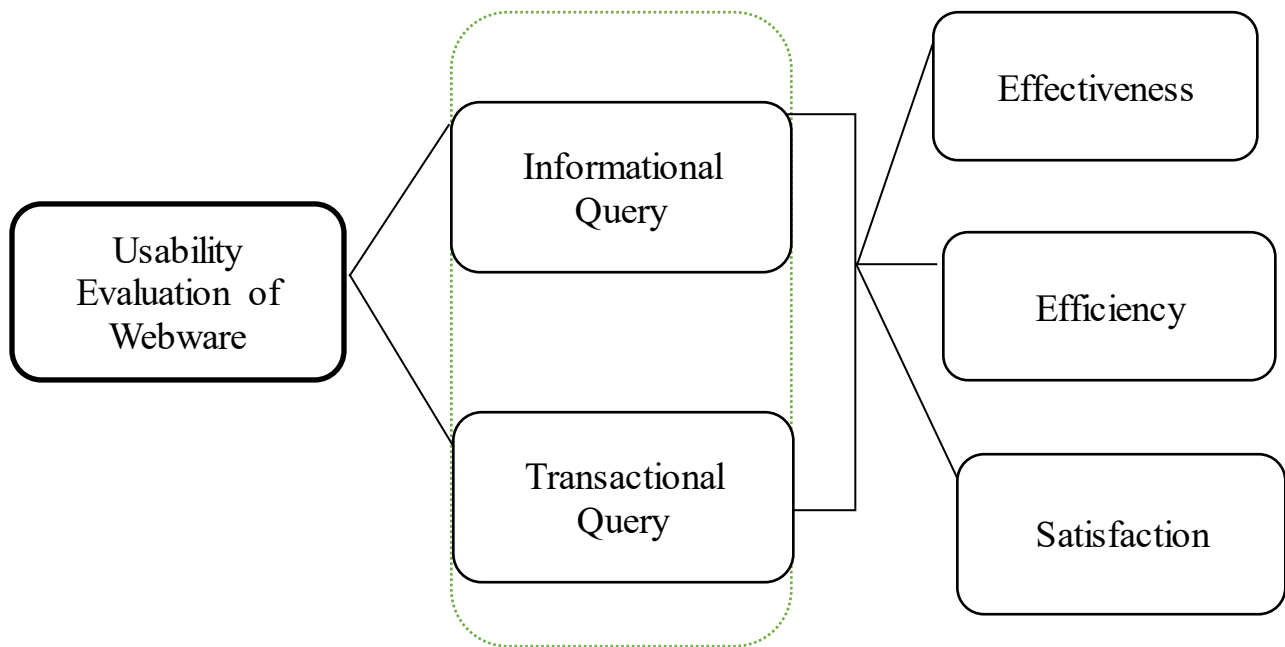 Usability
Evaluation of
Webware
Informational
Query
Transactional
Query
Effectiveness
Efficiency
Satisfaction